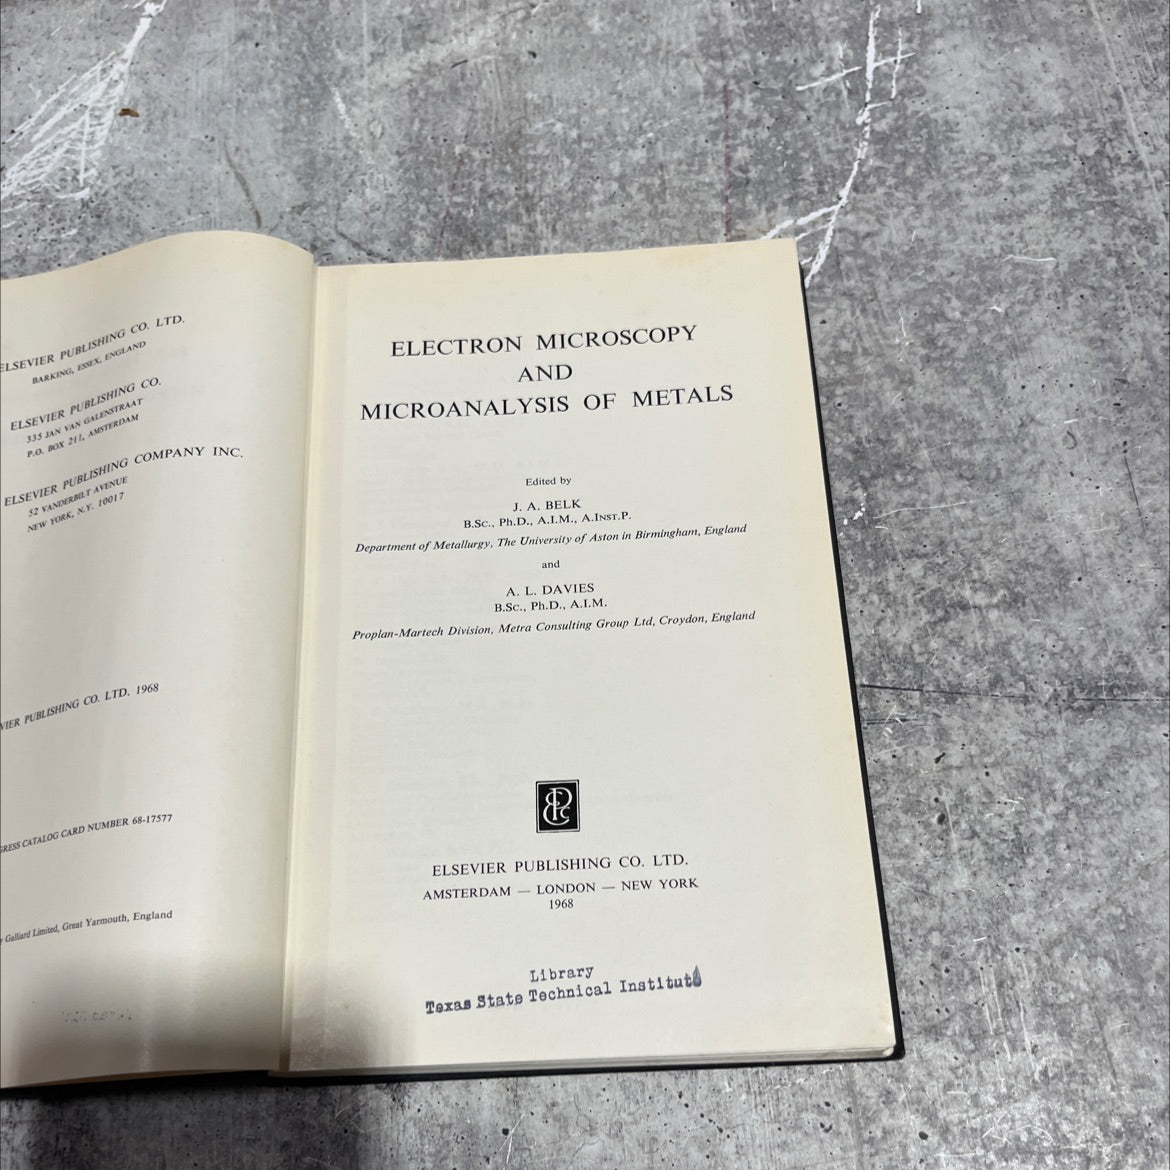 ELSEVIER PUBLISHING CO. LTD.
BARKING, ESSEX, ENGLAND
ELSEVIER PUBLISHING CO.
335 JAN VAN GALENSTRAAT
P.O. BOX 211, AMSTERDAM
ELSEVIER PUBLISHING COMPANY INC.
52 VANDERBILT AVENUE
NEW YORK, N.Y. 10017
PUBLISHING CO. LTD. 1968
CATALOG CARD NUMBER 68-17577
Galliard Limited, Great Yarmouth, England
ELECTRON MICROSCOPY
AND
MICROANALYSIS OF METALS
Edited by
J. A. BELK
B.Sc., Ph.D., A.I.M., A.Inst.P.
Department of Metallurgy, The University of Aston in Birmingham, England
and
A. L. DAVIES
B.Sc., Ph.D., A.I.M.
Proplan-Martech Division, Metra Consulting Group Ltd, Croydon, England
ELSEVIER PUBLISHING CO. LTD.
AMSTERDAM — LONDON — NEW YORK
1968
Library
Texas State Technical Institute